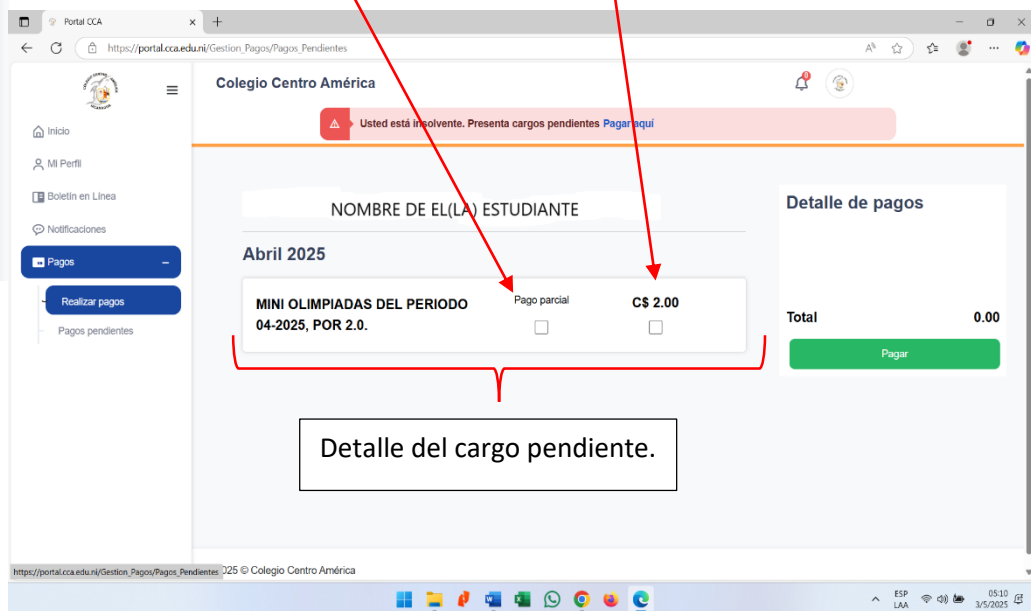 Portal CCA
https://portal.cca.edu.ni/Gestion_Pagos/Pagos_Pendientes
Colegio Centro América
Usted está insolvente. Presenta cargos pendientes Pagar aquí
Inicio
Mi Perfil
Boletín en Línea
Notificaciones
Pagos
Realizar pagos
Pagos pendientes
NOMBRE DE EL(LA) ESTUDIANTE
Abril 2025
MINI OLIMPIADAS DEL PERIODO
04-2025, POR 2.0.
Pago parcial
C$ 2.00
Detalle de pagos
Total 0.00
Pagar
Detalle del cargo pendiente.
https://portal.cca.edu.ni/Gestion_Pagos/Pagos_Pendientes
025 © Colegio Centro América
ESP
LAA
05:10
3/5/2025